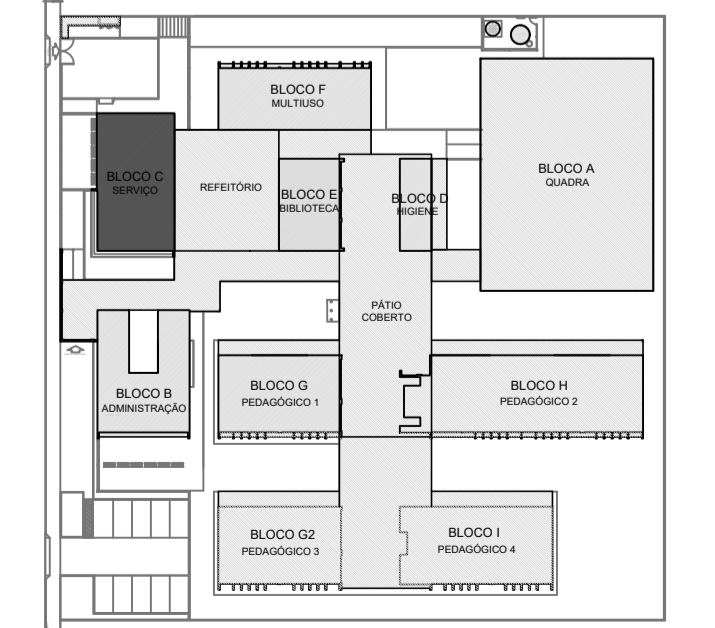 BLOCO F
MULTIUSO
BLOCO A
QUADRA
BLOCO C
SERVIÇO
REFEITÓRIO
BLOCO E
BIBLIOTECA
BLOCO D
HIGIENE
PÁTIO
COBERTO
BLOCO B
ADMINISTRAÇÃO
BLOCO G
PEDAGÓGICO 1
BLOCO H
PEDAGÓGICO 2
BLOCO G2
PEDAGÓGICO 3
BLOCO I
PEDAGÓGICO 4